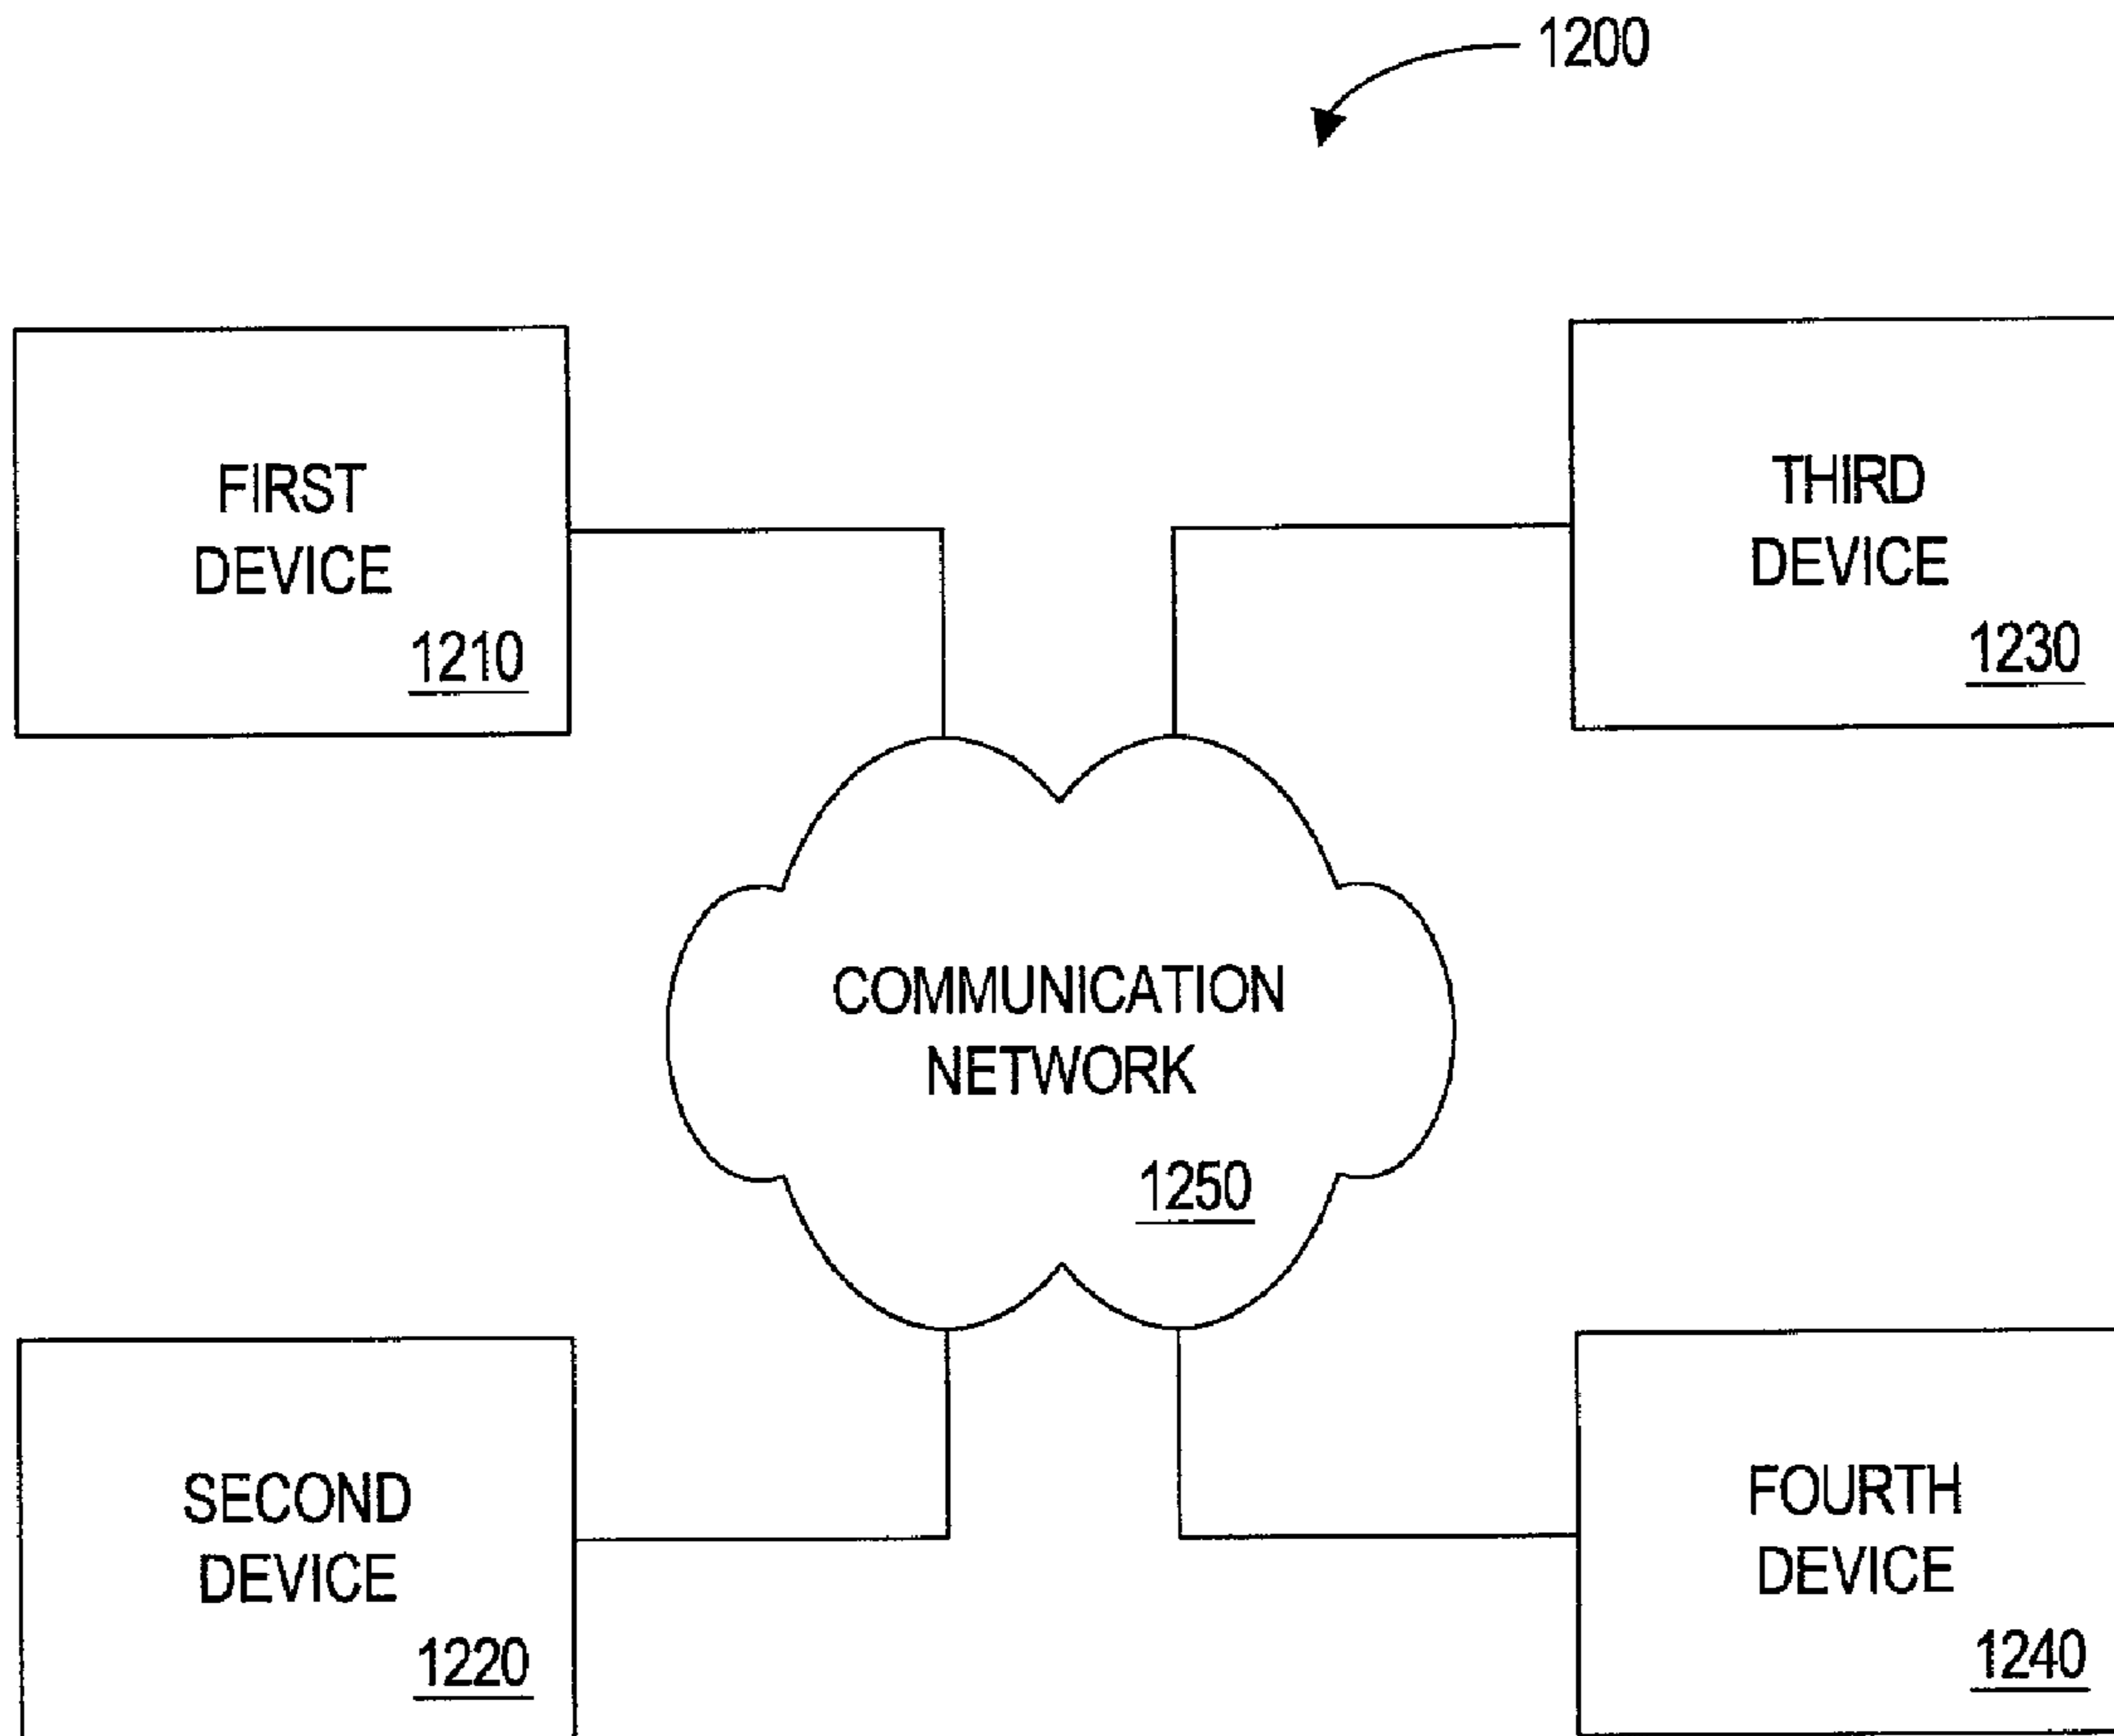 1200
FIRST
DEVICE
1210
THIRD
DEVICE
1230
COMMUNICATION
NETWORK
1250
SECOND
DEVICE
1220
FOURTH
DEVICE
1240